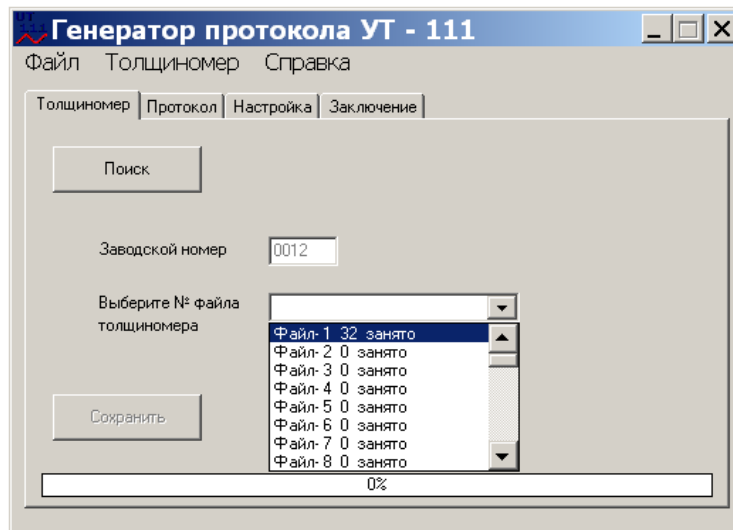 UT
111
Генератор протокола УТ - 111
Файл Толщиномер Справка
Толщиномер Протокол Настройка Заключение
Поиск
Заводской номер 0012
Выберите № файла
толщиномера
Файл- 1 32 занято
Файл- 2 0 занято
Файл- 3 0 занято
Файл- 4 0 занято
Файл- 5 0 занято
Файл- 6 0 занято
Файл- 7 0 занято
Файл- 8 0 занято
Сохранить
0%